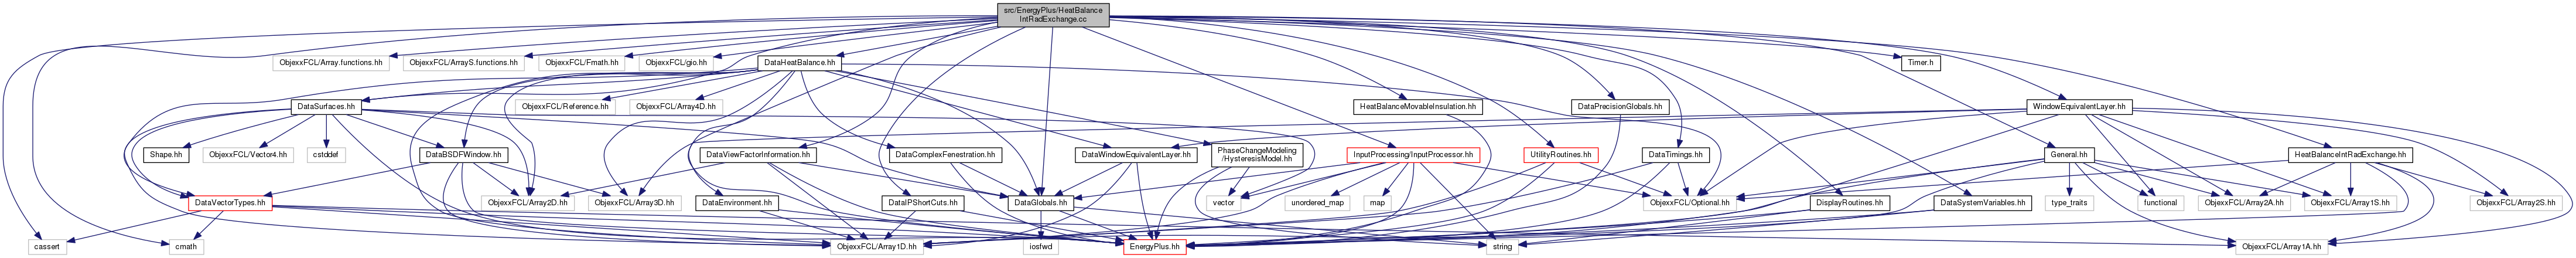 src/EnergyPlus/HeatBalance
IntRadExchange.cc
ObjexxFCL/Array.functions.hh
ObjexxFCL/ArrayS.functions.hh
ObjexxFCL/Fmath.hh
ObjexxFCL/gio.hh
DataHeatBalance.hh
Timer.h
DataSurfaces.hh
ObjexxFCL/Reference.hh
ObjexxFCL/Array4D.hh
HeatBalanceMovableInsulation.hh
DataPrecisionGlobals.hh
WindowEquivalentLayer.hh
Shape.hh
ObjexxFCL/Vector4.hh
cstddef
DataBSDFWindow.hh
DataViewFactorInformation.hh
DataComplexFenestration.hh
DataWindowEquivalentLayer.hh
PhaseChangeModeling
/HysteresisModel.hh
InputProcessing/InputProcessor.hh
UtilityRoutines.hh
DataTimings.hh
General.hh
HeatBalanceIntRadExchange.hh
DataVectorTypes.hh
ObjexxFCL/Array2D.hh
ObjexxFCL/Array3D.hh
DataEnvironment.hh
DataIPShortCuts.hh
DataGlobals.hh
vector
unordered_map
map
ObjexxFCL/Optional.hh
DisplayRoutines.hh
DataSystemVariables.hh
type_traits
functional
ObjexxFCL/Array2A.hh
ObjexxFCL/Array1S.hh
ObjexxFCL/Array2S.hh
cassert
cmath
ObjexxFCL/Array1D.hh
iosfwd
EnergyPlus.hh
string
ObjexxFCL/Array1A.hh